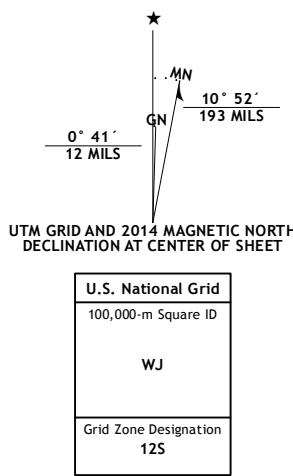 ★
MN
GN
10° 52´
193 MILS
0° 41´
12 MILS
UTM GRID AND 2014 MAGNETIC NORTH
DECLINATION AT CENTER OF SHEET
U.S. National Grid
100,000-m Square ID
WJ
Grid Zone Designation
12S